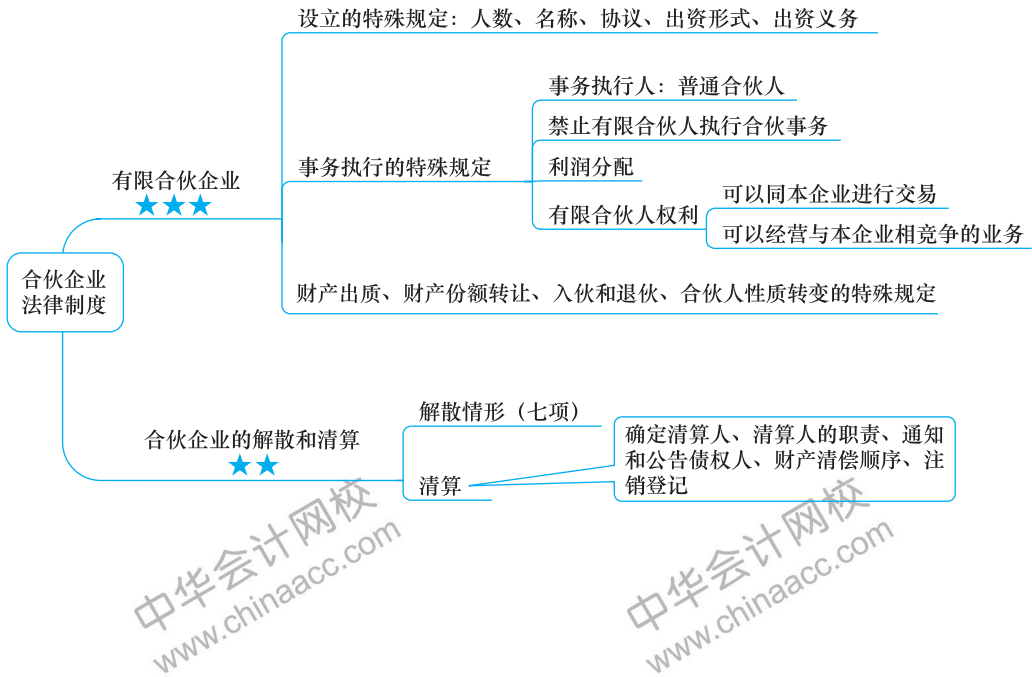 设立的特殊规定：人数、名称、协议、出资形式、出资义务
事务执行人：普通合伙人
禁止有限合伙人执行合伙事务
事务执行的特殊规定
利润分配
有限合伙企业
可以同本企业进行交易
有限合伙人权利
可以经营与本企业相竞争的业务
合伙企业
法律制度
财产出质、财产份额转让、入伙和退伙、合伙人性质转变的特殊规定
解散情形（七项）
合伙企业的解散和清算
确定清算人、清算人的职责、通知
和公告债权人、财产清偿顺序、注
销登记
清算
中华会计网校
www.chinaacc.com
中华会计网校
www.chinaacc.com